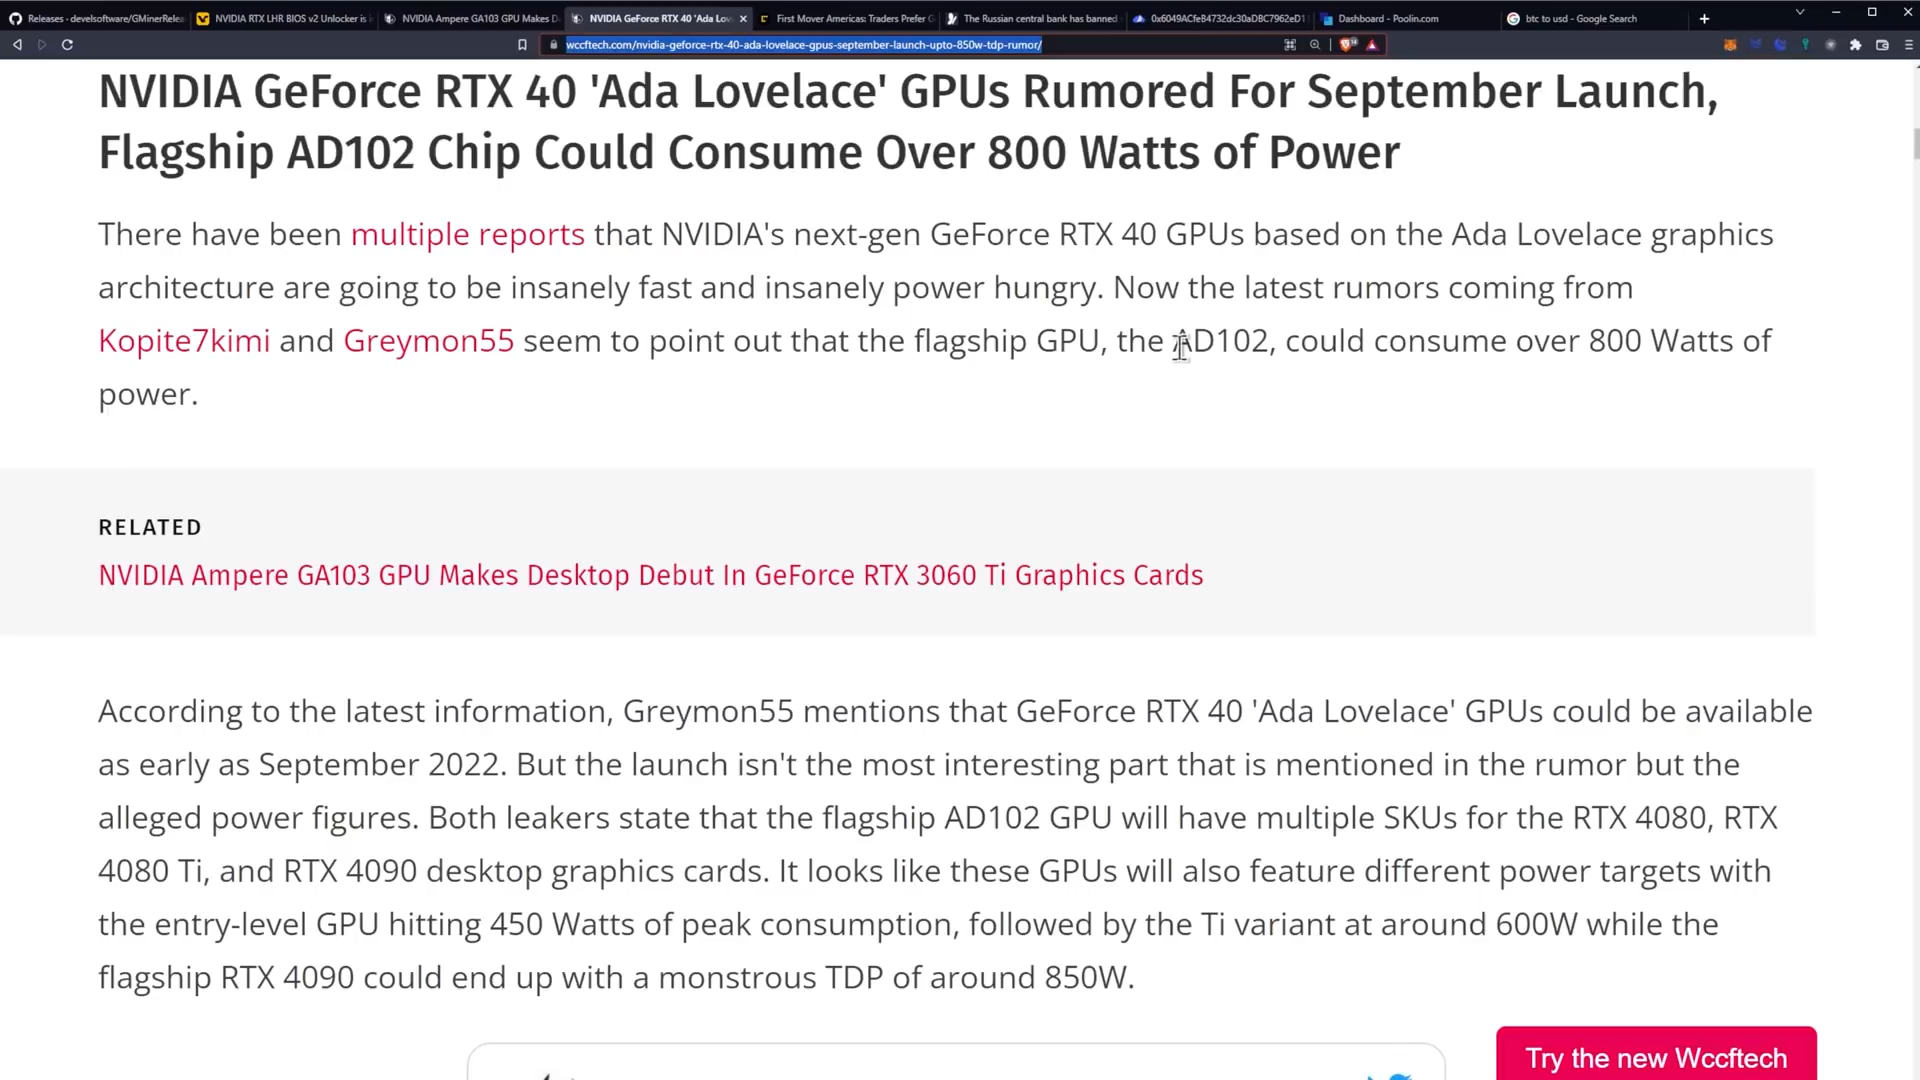 Releases - develsoftware/GMinerRelea
NVIDIA RTX LHR BIOS v2 Unlocker is i
NVIDIA Ampere GA103 GPU Makes D
NVIDIA GeForce RTX 40 'Ada Lov
First Mover Americas: Traders Prefer G
The Russian central bank has banned
0x6049ACfeB4732dc30aDBC7962eD1
Dashboard - Poolin.com
btc to usd - Google Search
wccftech.com/nvidia-geforce-rtx-40-ada-lovelace-gpus-september-launch-upto-850w-tdp-rumor/
NVIDIA GeForce RTX 40 'Ada Lovelace' GPUs Rumored For September Launch,
Flagship AD102 Chip Could Consume Over 800 Watts of Power
There have been multiple reports that NVIDIA's next-gen GeForce RTX 40 GPUs based on the Ada Lovelace graphics
architecture are going to be insanely fast and insanely power hungry. Now the latest rumors coming from
Kopite7kimi and Greymon55 seem to point out that the flagship GPU, the AD102, could consume over 800 Watts of
power.
RELATED
NVIDIA Ampere GA103 GPU Makes Desktop Debut In GeForce RTX 3060 Ti Graphics Cards
According to the latest information, Greymon55 mentions that GeForce RTX 40 'Ada Lovelace' GPUs could be available
as early as September 2022. But the launch isn't the most interesting part that is mentioned in the rumor but the
alleged power figures. Both leakers state that the flagship AD102 GPU will have multiple SKUs for the RTX 4080, RTX
4080 Ti, and RTX 4090 desktop graphics cards. It looks like these GPUs will also feature different power targets with
the entry-level GPU hitting 450 Watts of peak consumption, followed by the Ti variant at around 600W while the
flagship RTX 4090 could end up with a monstrous TDP of around 850W.
Try the new Wccftech